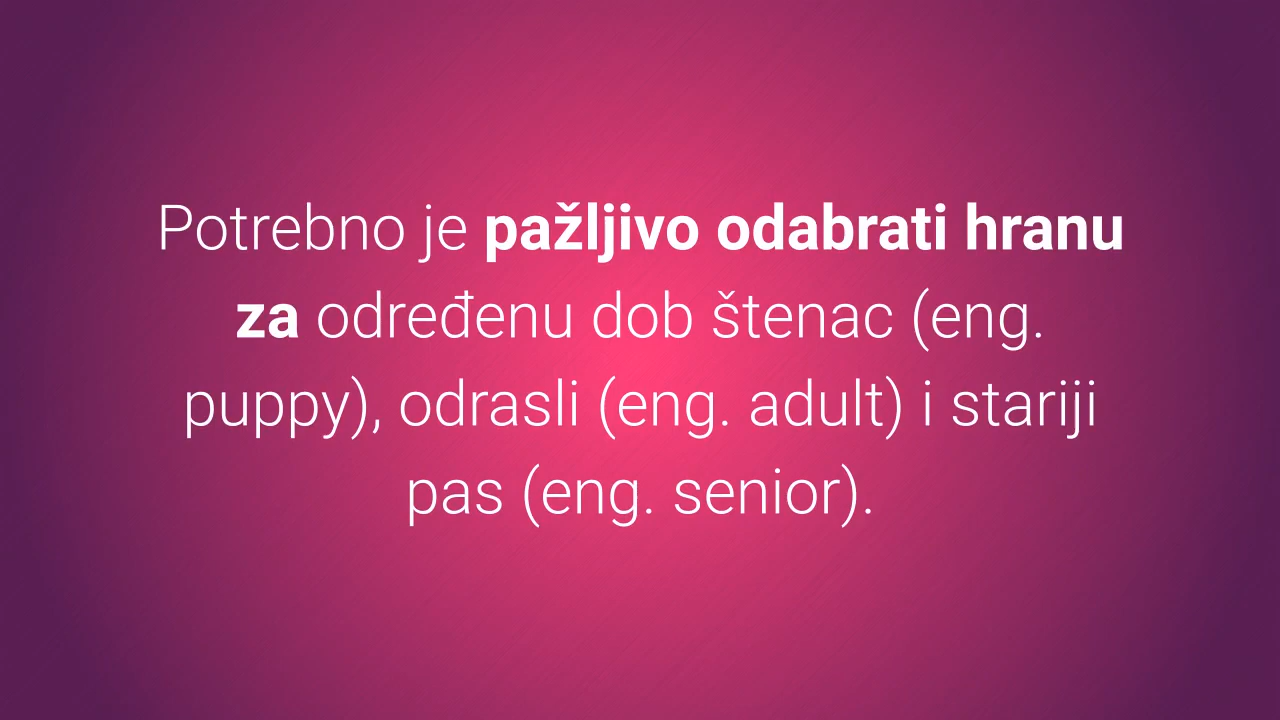 Potrebno je pažljivo odabrati hranu
za određenu dob štenac (eng.
puppy), odrasli (eng. adult) i stariji
pas (eng. senior).